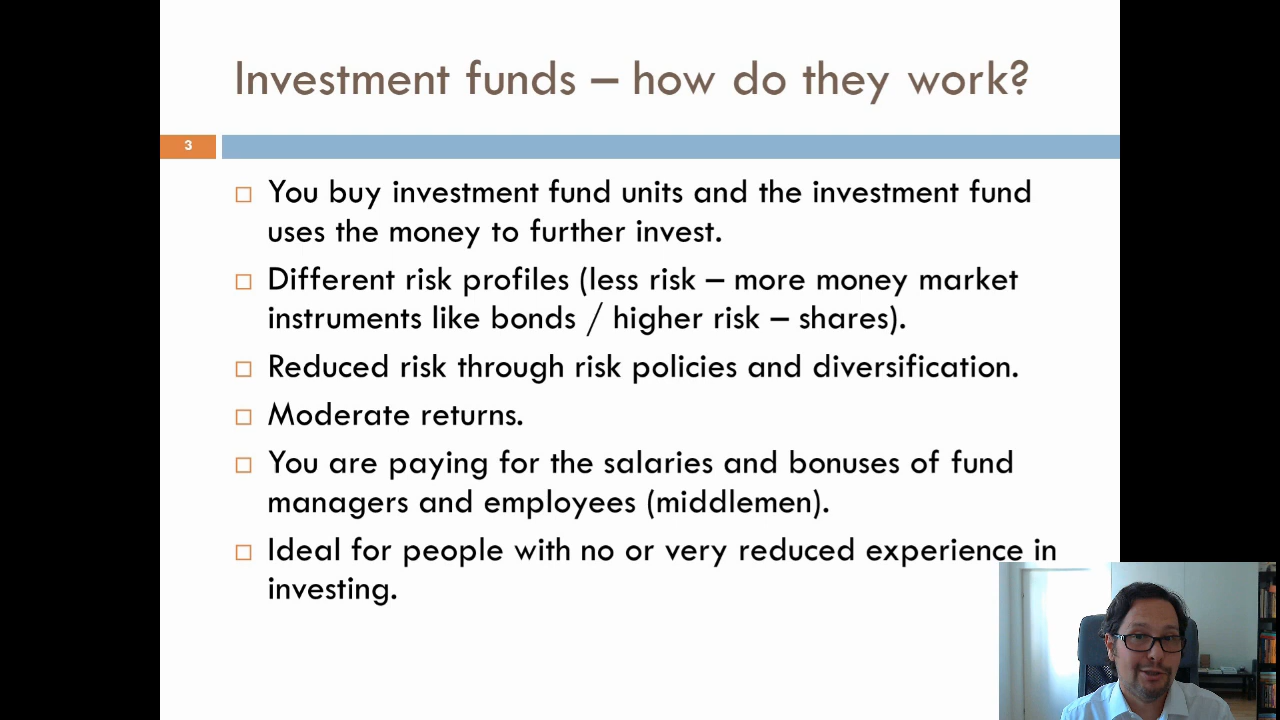 Investment funds – how do they work?
3
You buy investment fund units and the investment fund
uses the money to further invest.
Different risk profiles (less risk – more money market
instruments like bonds / higher risk – shares).
Reduced risk through risk policies and diversification.
Moderate returns.
You are paying for the salaries and bonuses of fund
managers and employees (middlemen).
Ideal for people with no or very reduced experience in
investing.